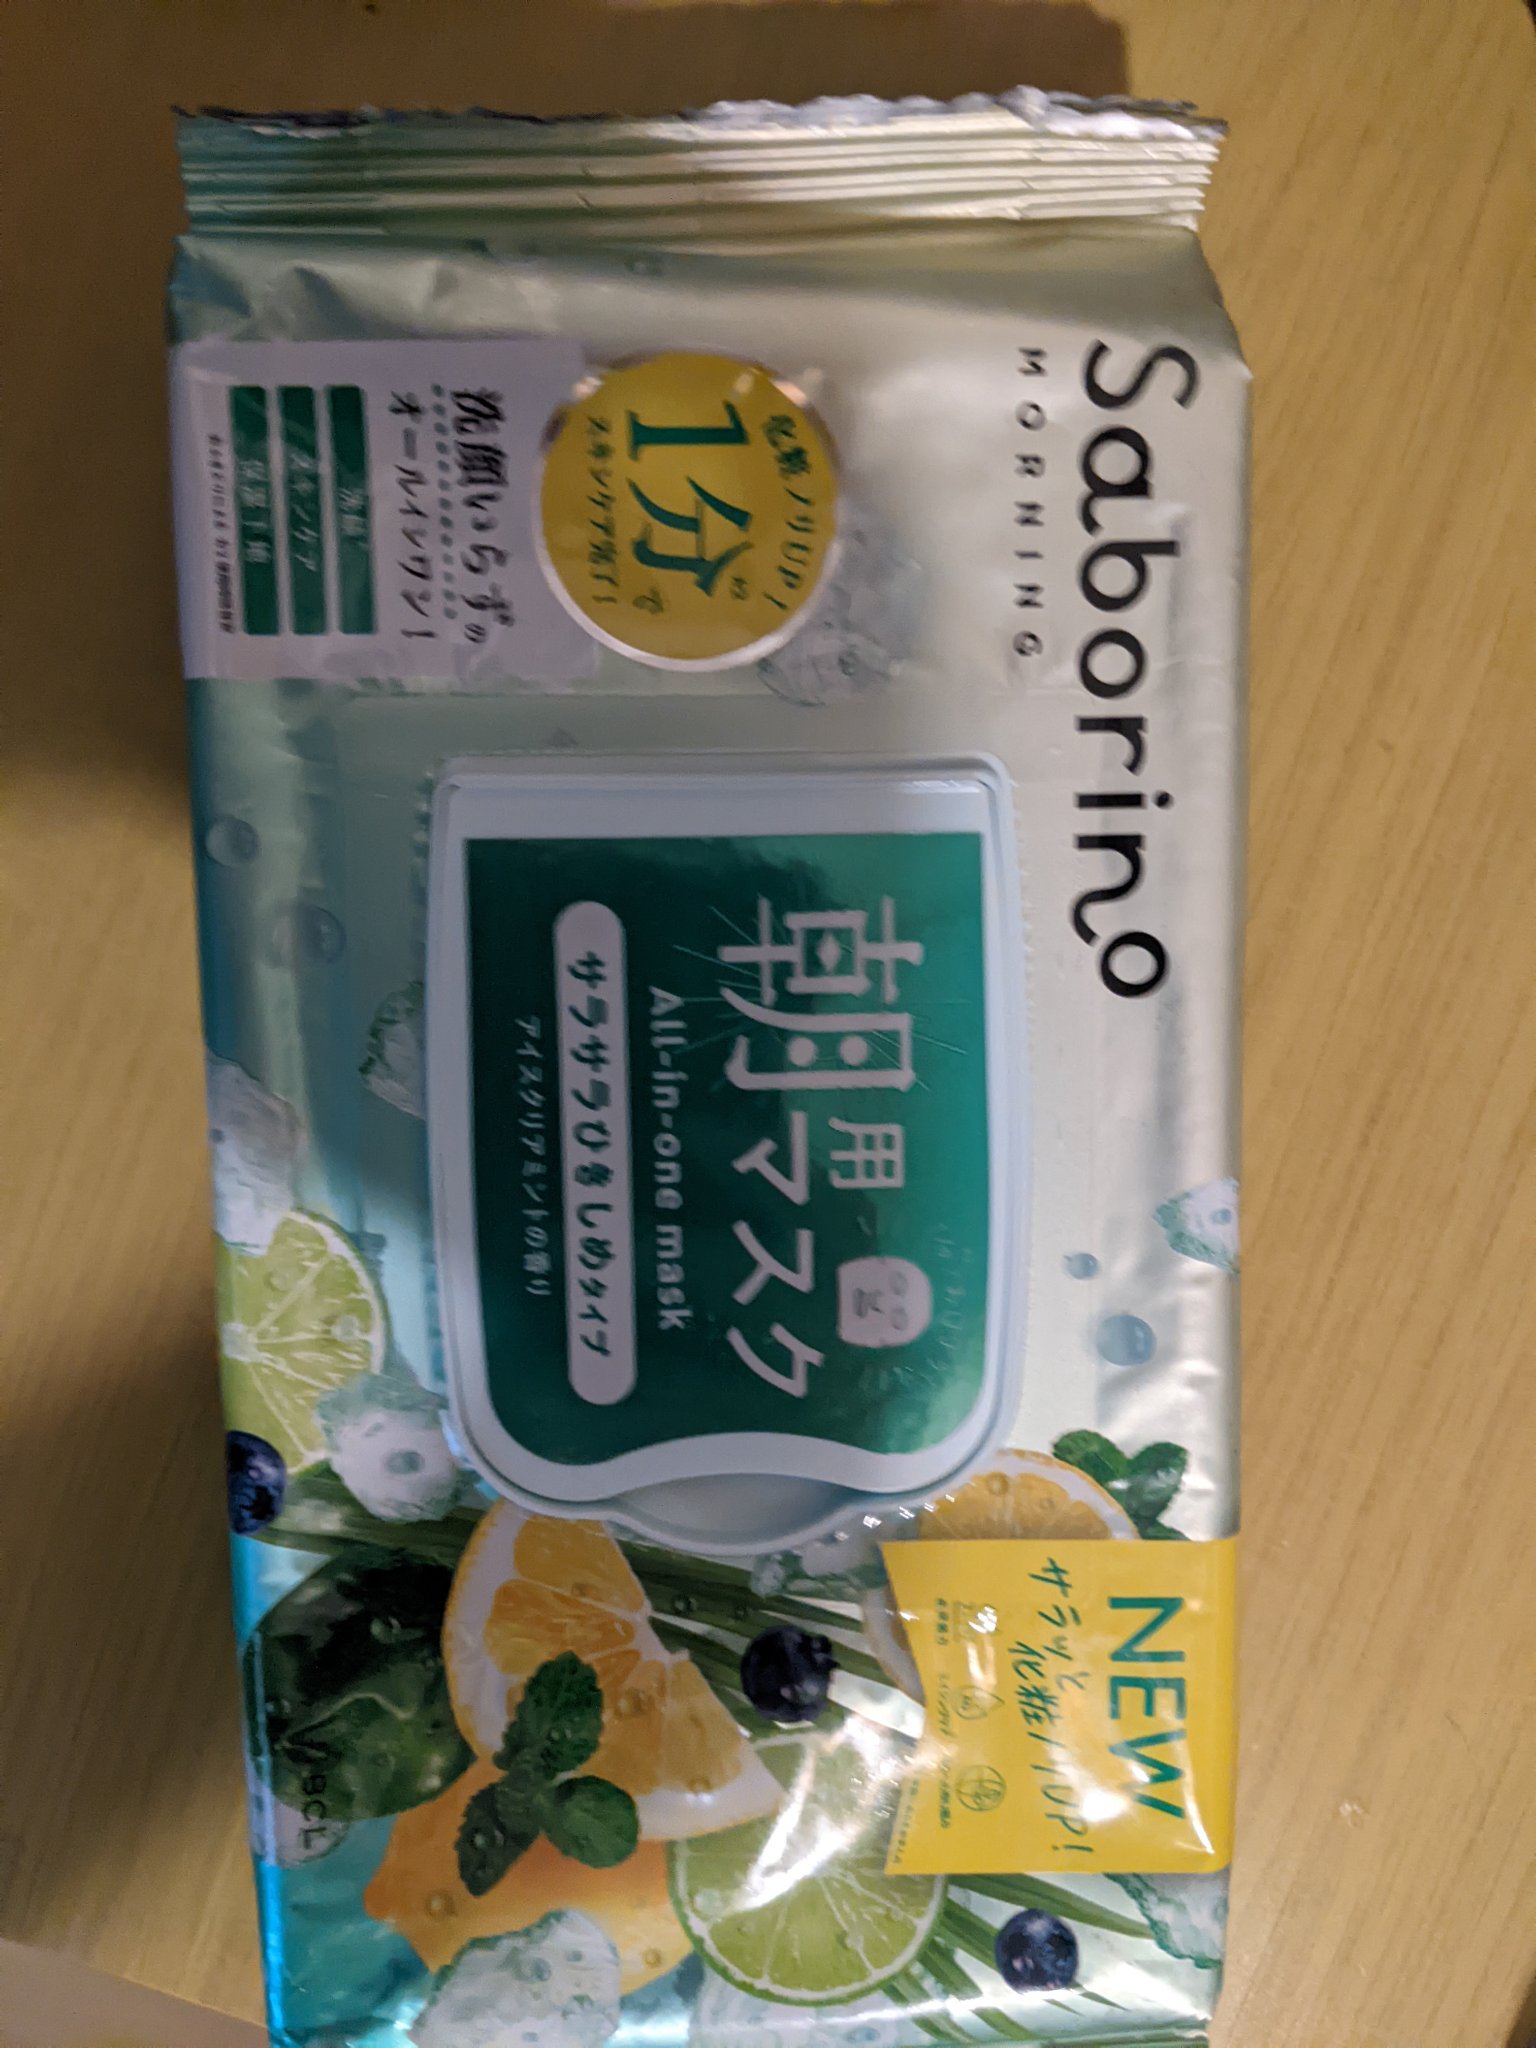 Saborino
MORNING
NEW
サラッと
化粧ノリUP!
化粧ノリUP!
1分で
スキンケア完了!
洗顔いらずの
オールインワン!
洗顔
スキンケア
保湿下地
朝用
マスク
All-in-one mask
サラサラひきしめタイプ
アイスクリアミントの香り
BCL